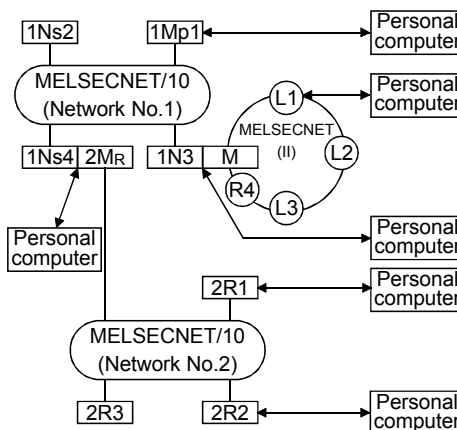 1Ns2
1Mp1
Personal
computer
MELSECNET/10
(Network No.1)
L1
Personal
computer
MELSECNET
(II)
L2
1Ns4
2MR
1N3
M
R4
L3
Personal
computer
Personal
computer
2R1
Personal
computer
MELSECNET/10
(Network No.2)
2R3
2R2
Personal
computer